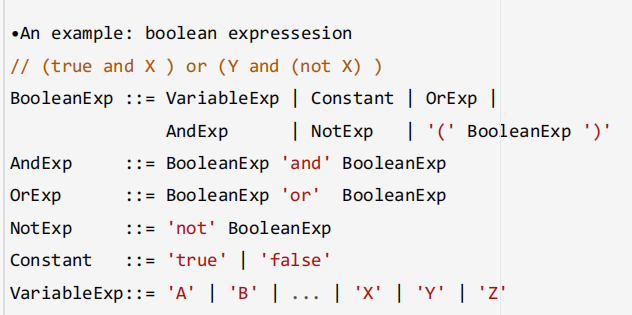 •An example: boolean expressesion
// (true and X ) or (Y and (not X) )
BooleanExp ::= VariableExp | Constant | OrExp |
AndExp | NotExp | '(' BooleanExp ')'
AndExp ::= BooleanExp 'and' BooleanExp
OrExp ::= BooleanExp 'or' BooleanExp
NotExp ::= 'not' BooleanExp
Constant ::= 'true' | 'false'
VariableExp::= 'A' | 'B' | ... | 'X' | 'Y' | 'Z'